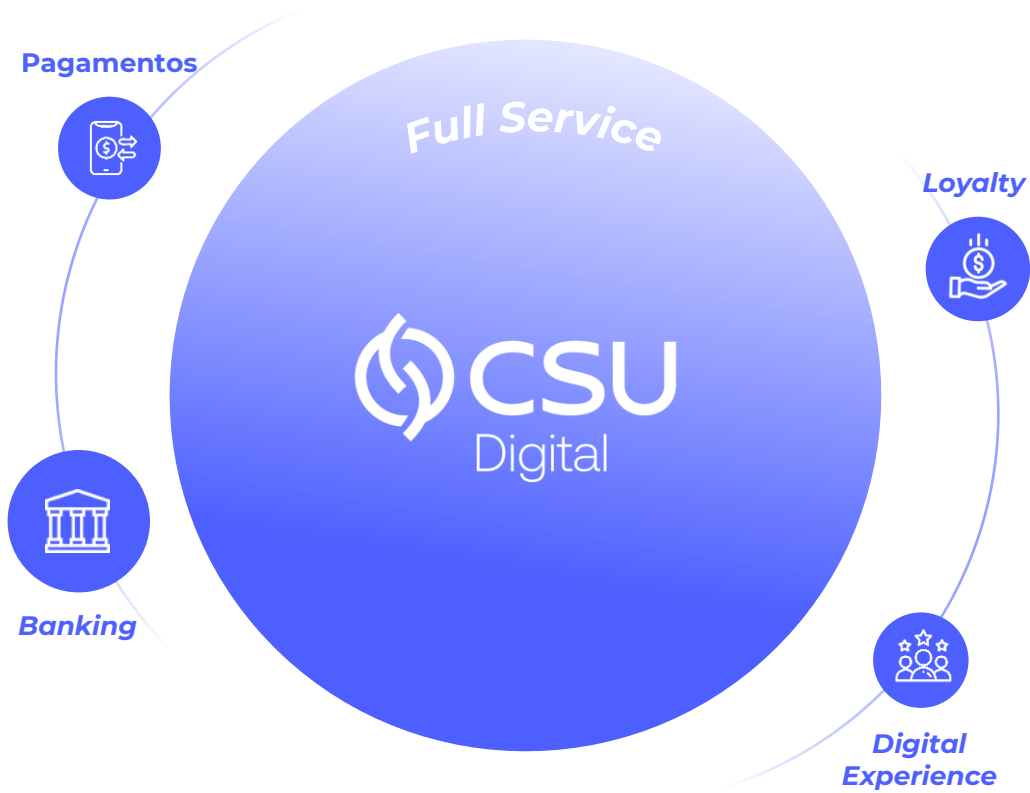 Pagamentos
Full Service
Loyalty
CSU
Digital
Banking
Digital
Experience